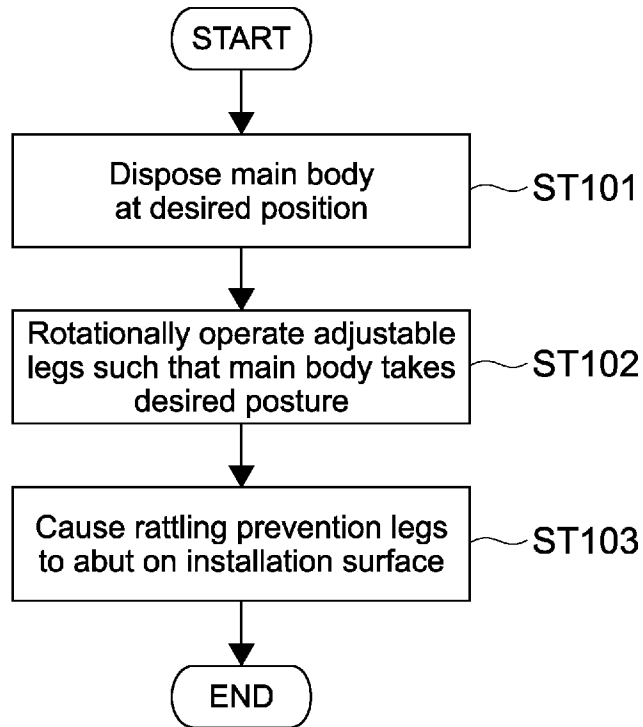 START
Dispose main body
at desired position
ST101
Rotationally operate adjustable
legs such that main body takes
desired posture
ST102
Cause rattling prevention legs
to abut on installation surface
ST103
END